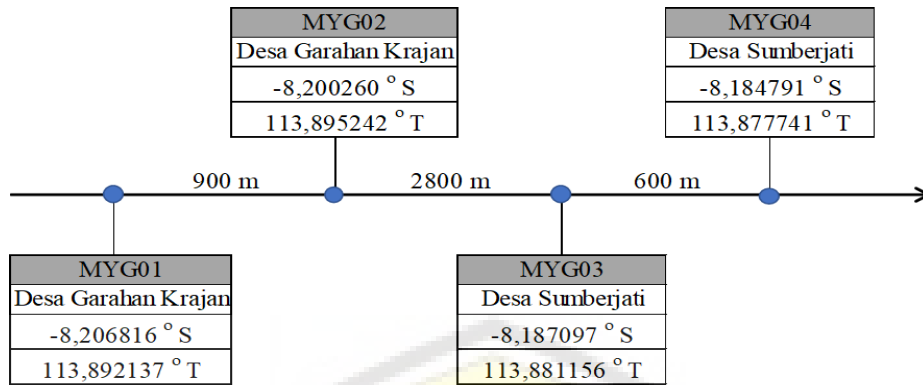 MYG02
Desa Garahan Krajan
-8,200260 ° S
113,895242 ° T
MYG04
Desa Sumberjati
-8,184791 ° S
113,877741 ° T
900 m
2800 m
600 m
MYG01
Desa Garahan Krajan
-8,206816 ° S
113,892137 ° T
MYG03
Desa Sumberjati
-8,187097 ° S
113,881156 ° T